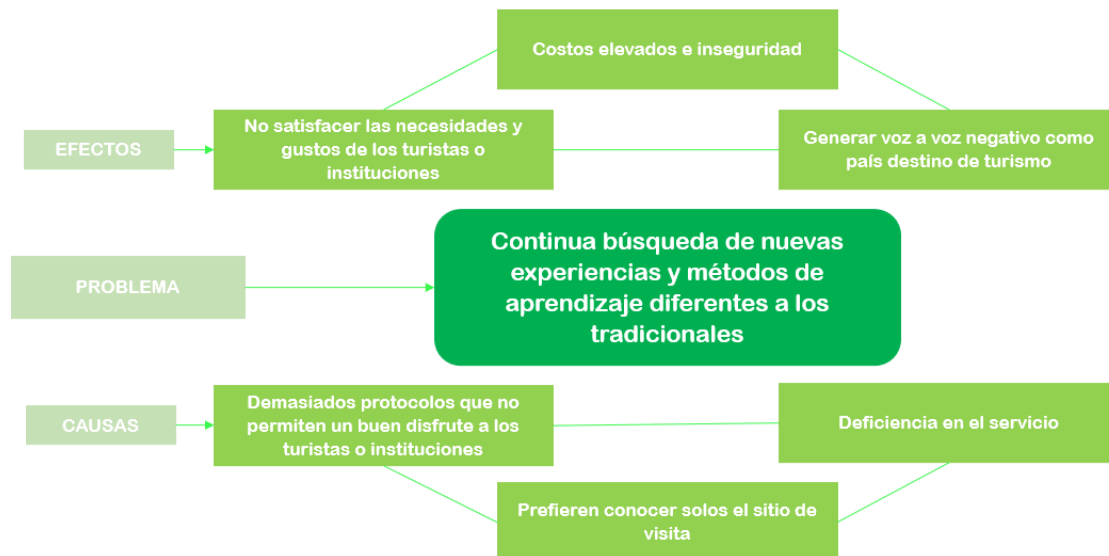 Costos elevados e inseguridad
EFECTOS
No satisfacer las necesidades y
gustos de los turistas o
instituciones
Generar voz a voz negativo como
país destino de turismo
PROBLEMA
Continua búsqueda de nuevas
experiencias y métodos de
aprendizaje diferentes a los
tradicionales
CAUSAS
Demasiados protocolos que no
permiten un buen disfrute a los
turistas o instituciones
Deficiencia en el servicio
Prefieren conocer solos el sitio de
visita